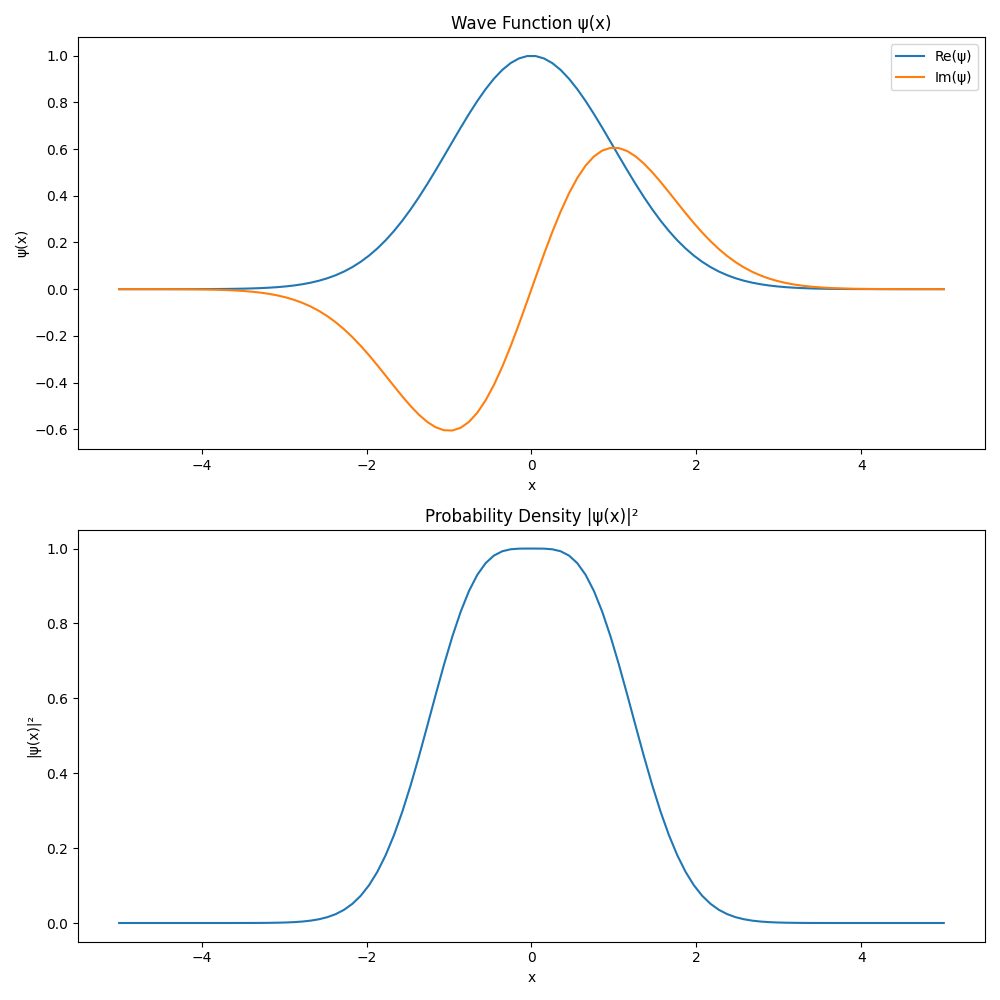 Wave Function ψ(x)
Re(ψ)
Im(ψ)
1.0
0.8
0.6
0.4
0.2
0.0
−0.2
−0.4
−0.6
ψ(x)
−4 −2 0 2 4
x
Probability Density |ψ(x)|²
1.0
0.8
0.6
0.4
0.2
0.0
|ψ(x)|²
−4 −2 0 2 4
x